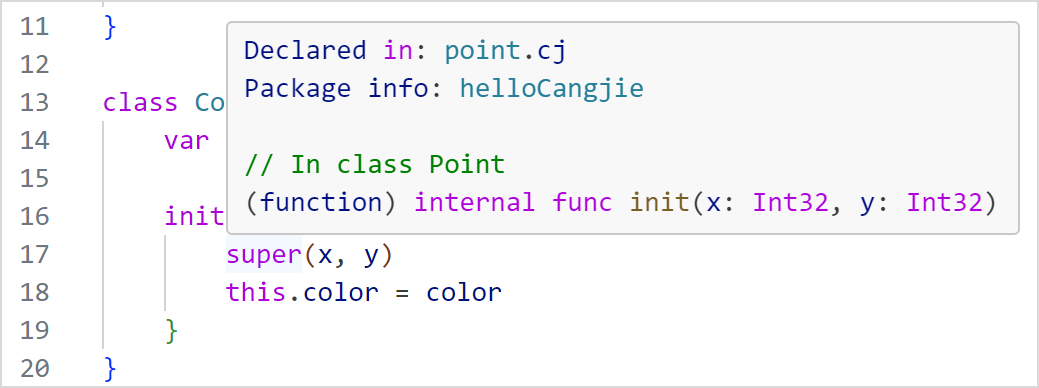 11 }
12
13 class Co
14 var
15
16 init
17 super(x, y)
18 this.color = color
19 }
20 }
Declared in: point.cj
Package info: helloCangjie
// In class Point
(function) internal func init(x: Int32, y: Int32)